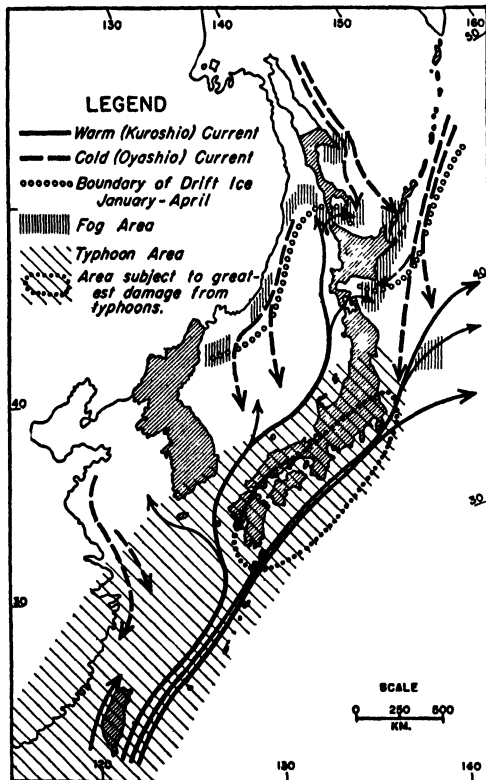 130
140
150
160
50
LEGEND
Warm (Kuroshio) Current
Cold (Oyashio) Current
Boundary of Drift Ice
January-April
Fog Area
Typhoon Area
Area subject to great-
est damage from
typhoons.
40
40
30
30
SCALE
0 250 500
KM.
120
130
140